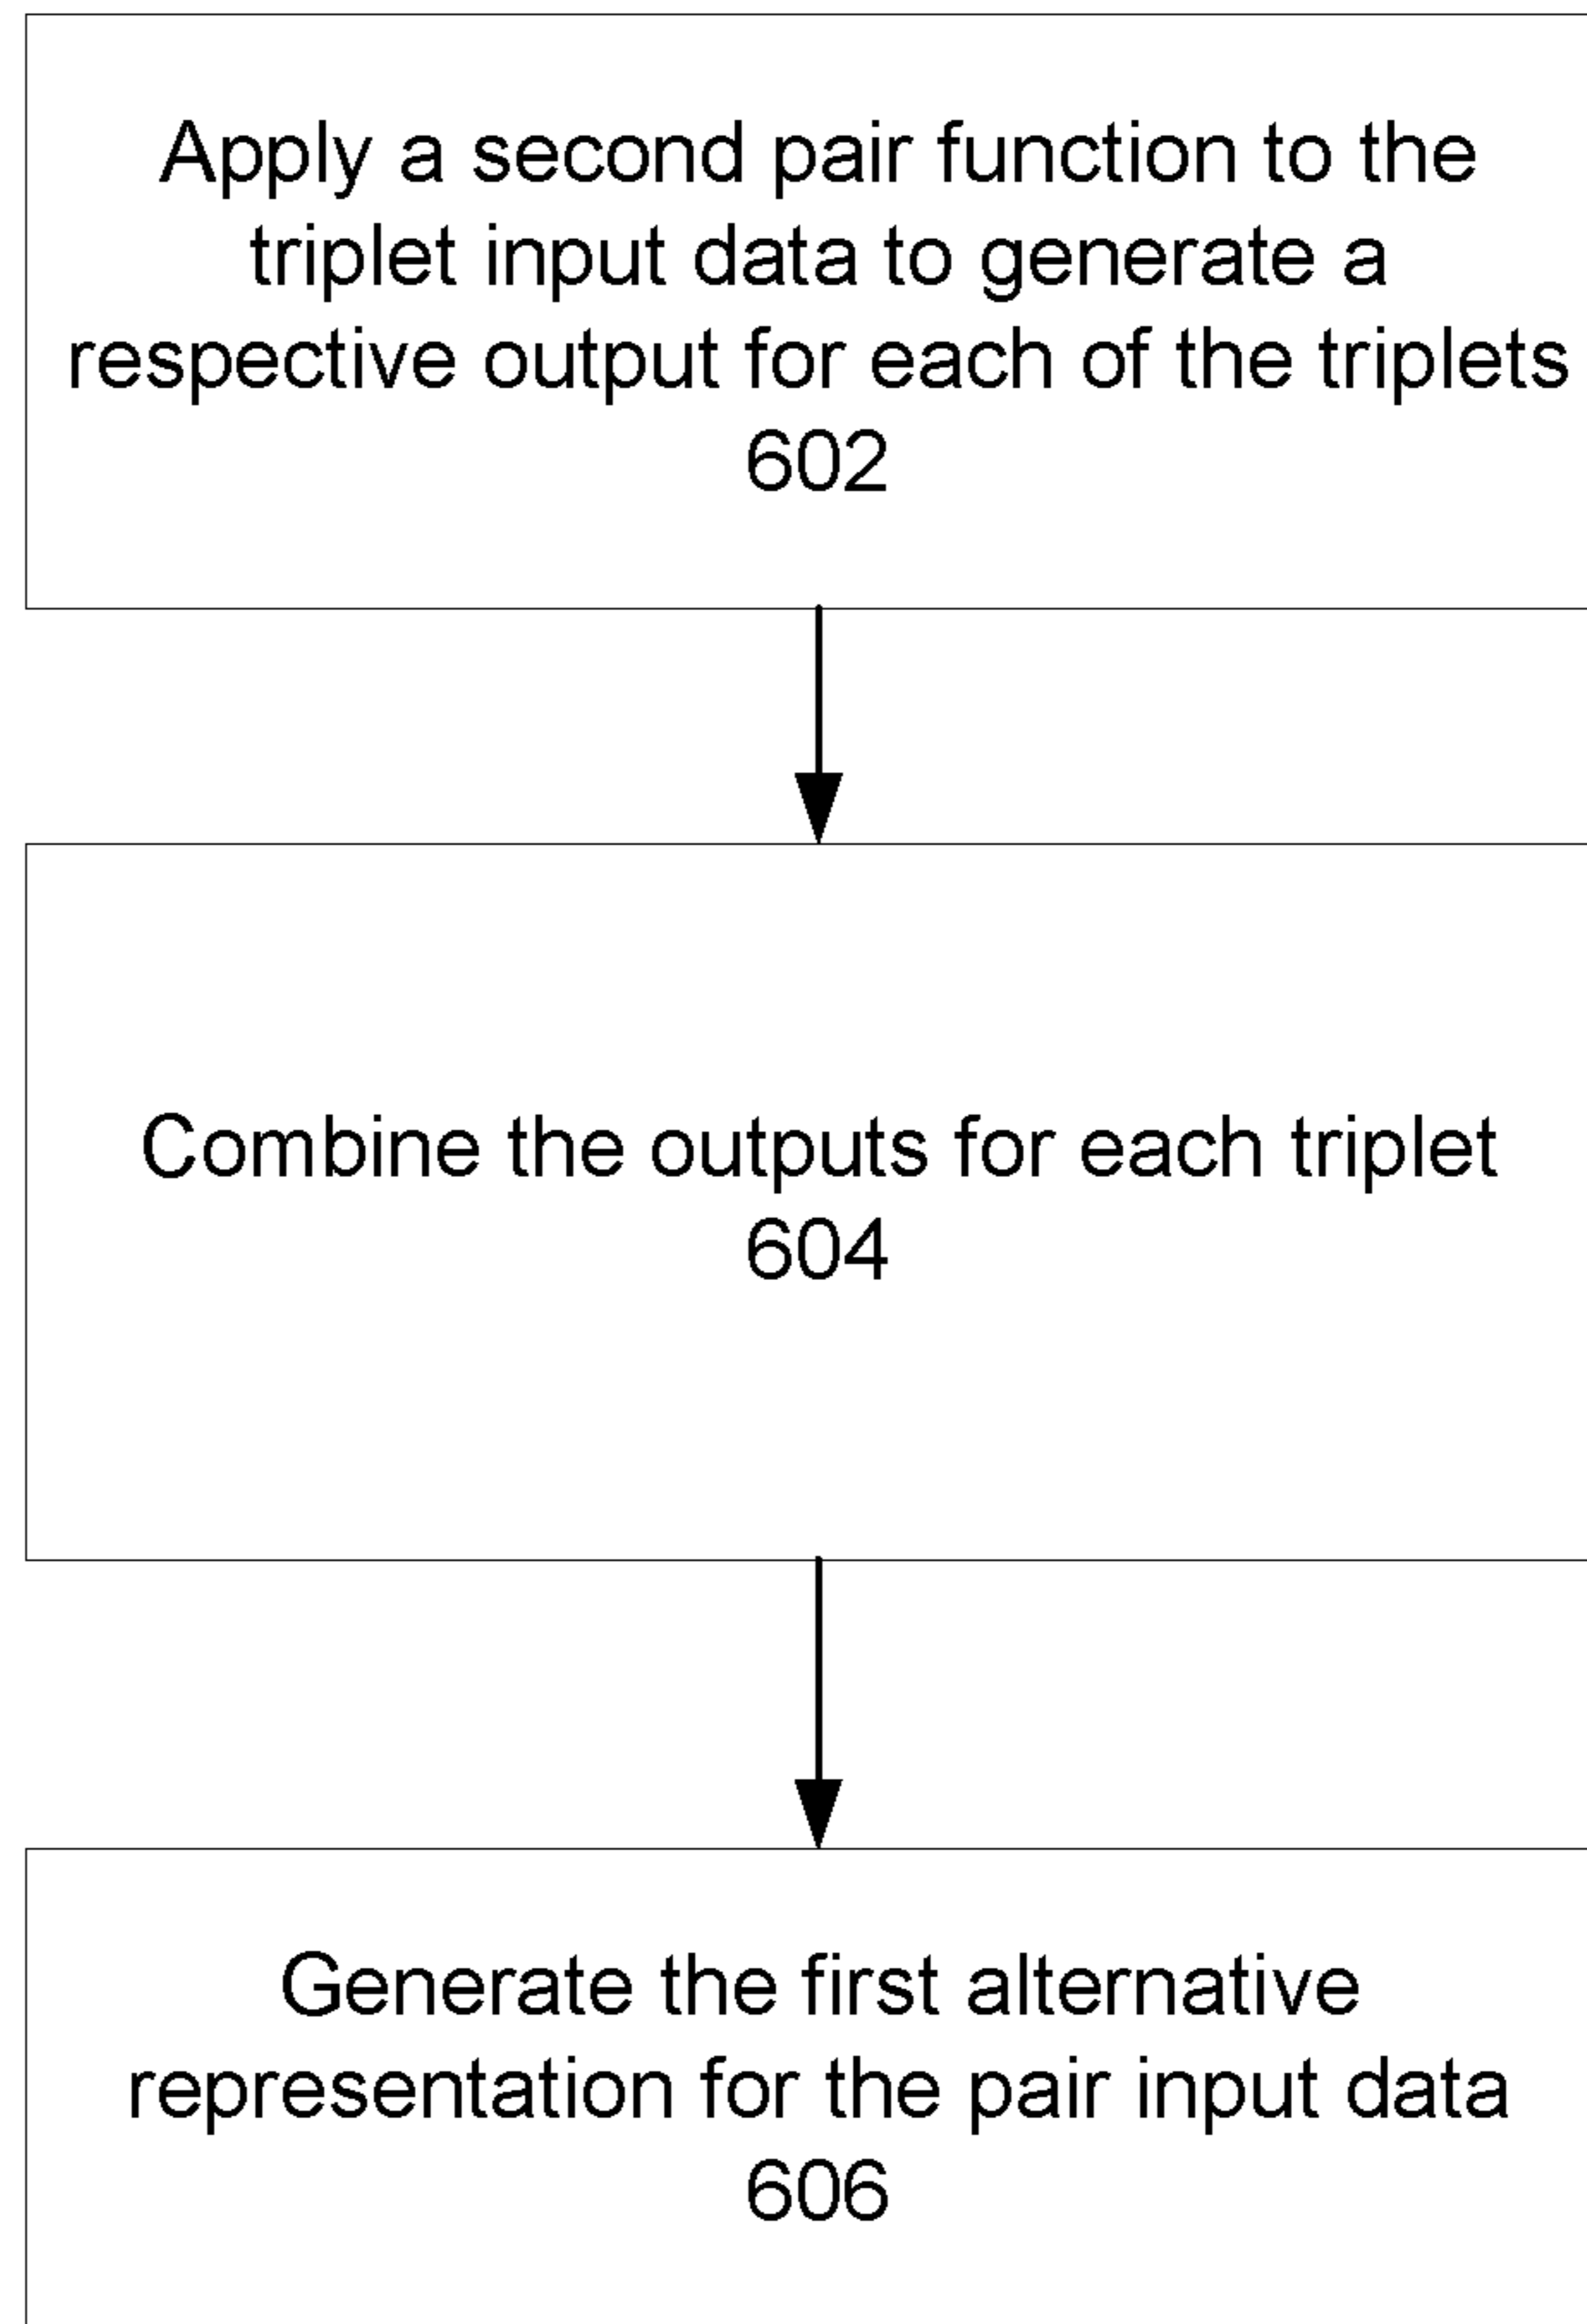 Apply a second pair function to the
triplet input data to generate a
respective output for each of the triplets
602
Combine the outputs for each triplet
604
Generate the first alternative
representation for the pair input data
606